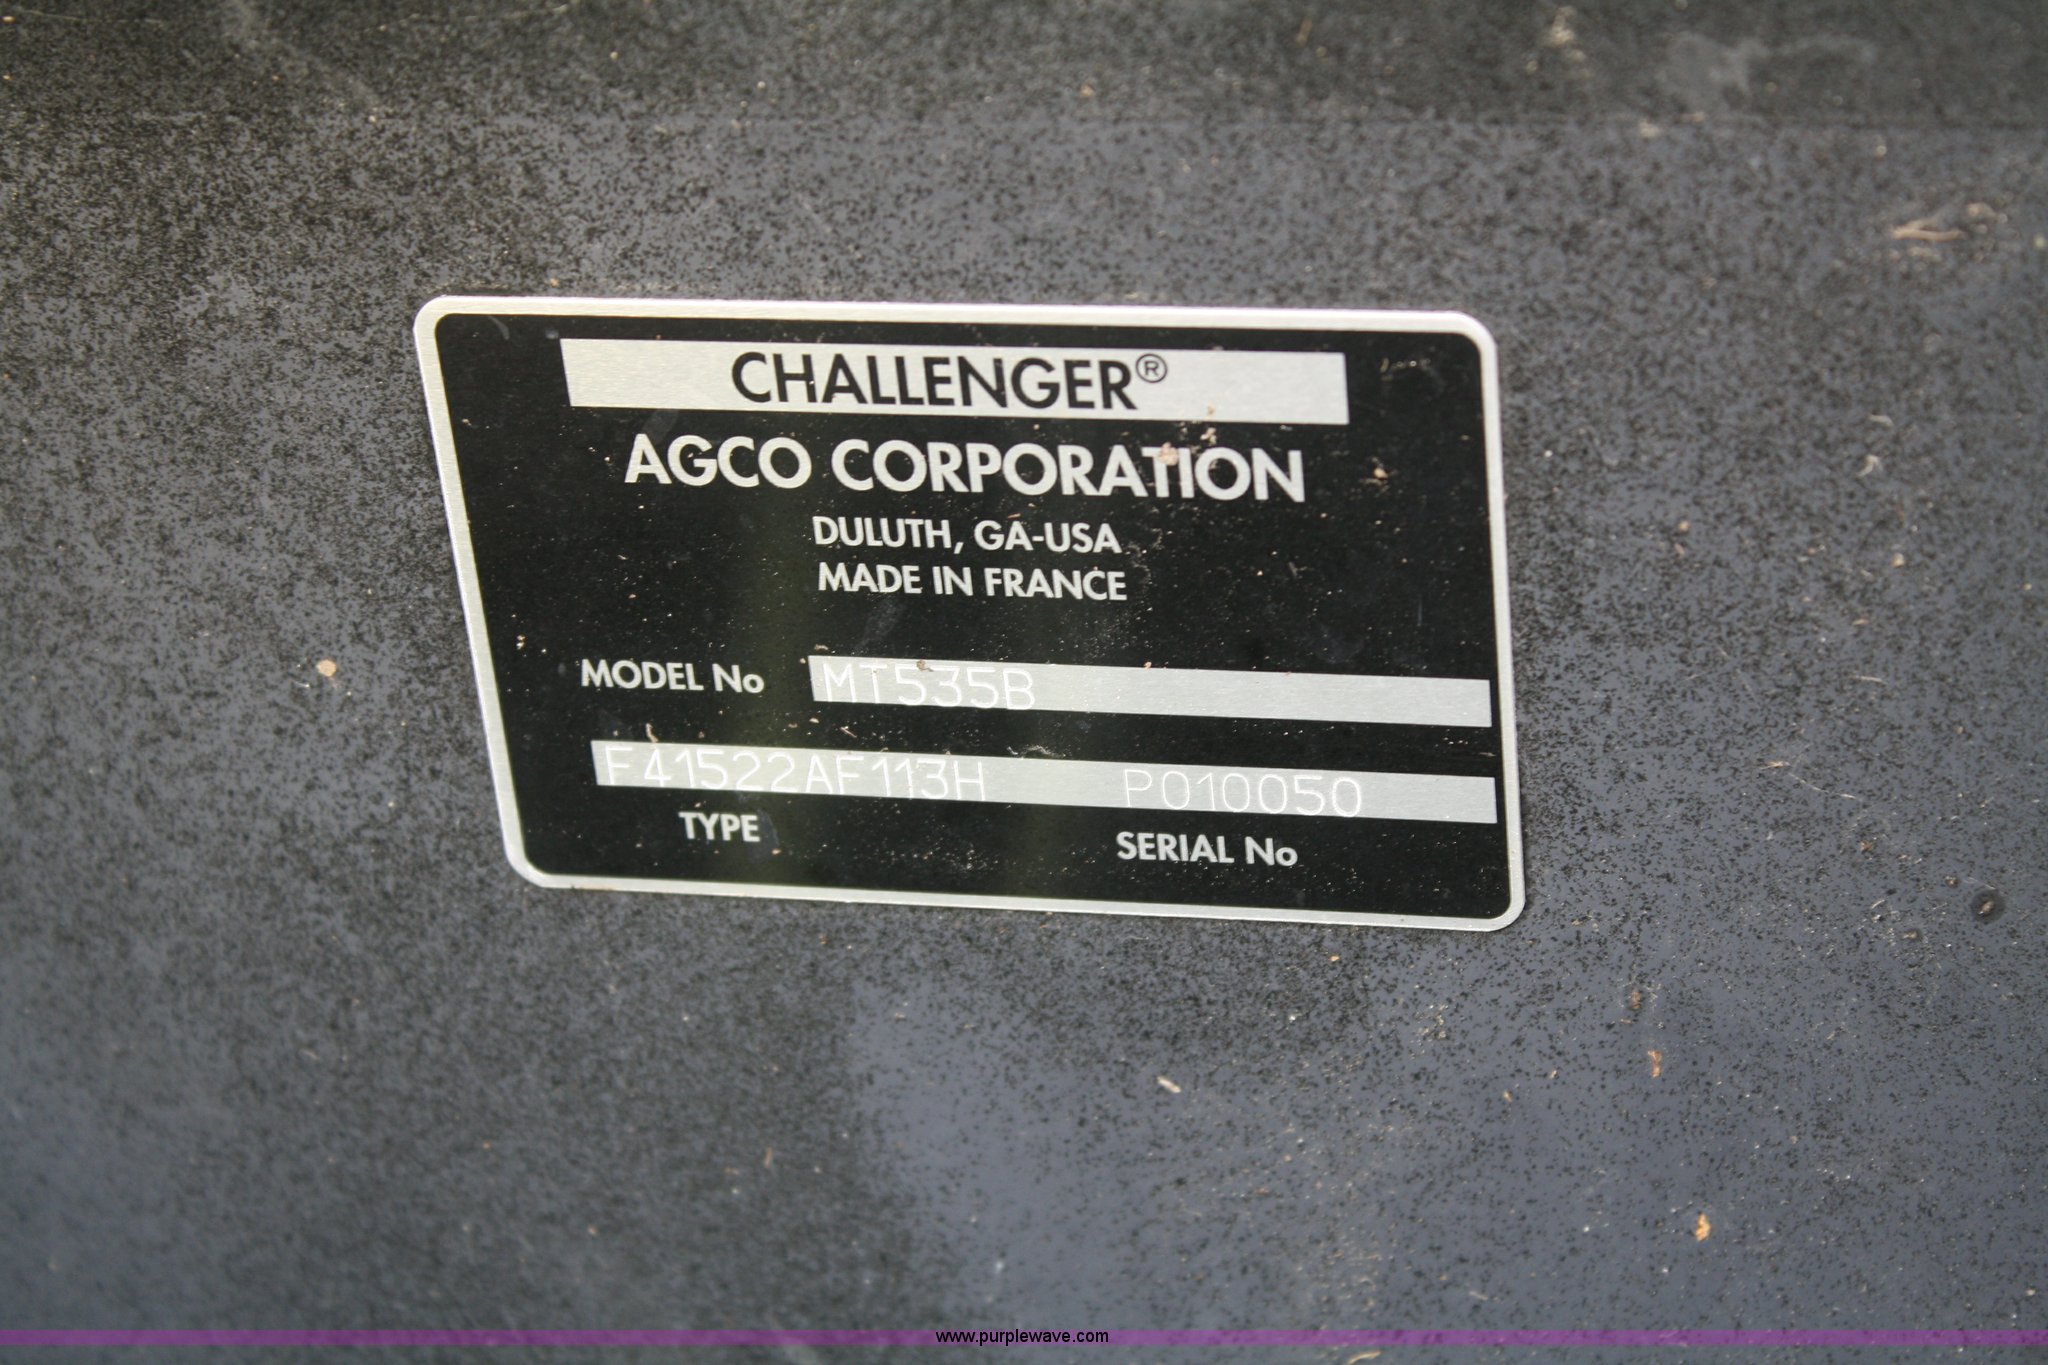 CHALLENGER®
AGCO CORPORATION
DULUTH, GA-USA
MADE IN FRANCE
MODEL No MT535B
F41522AF113H P010050
TYPE SERIAL No
www.purplewave.com